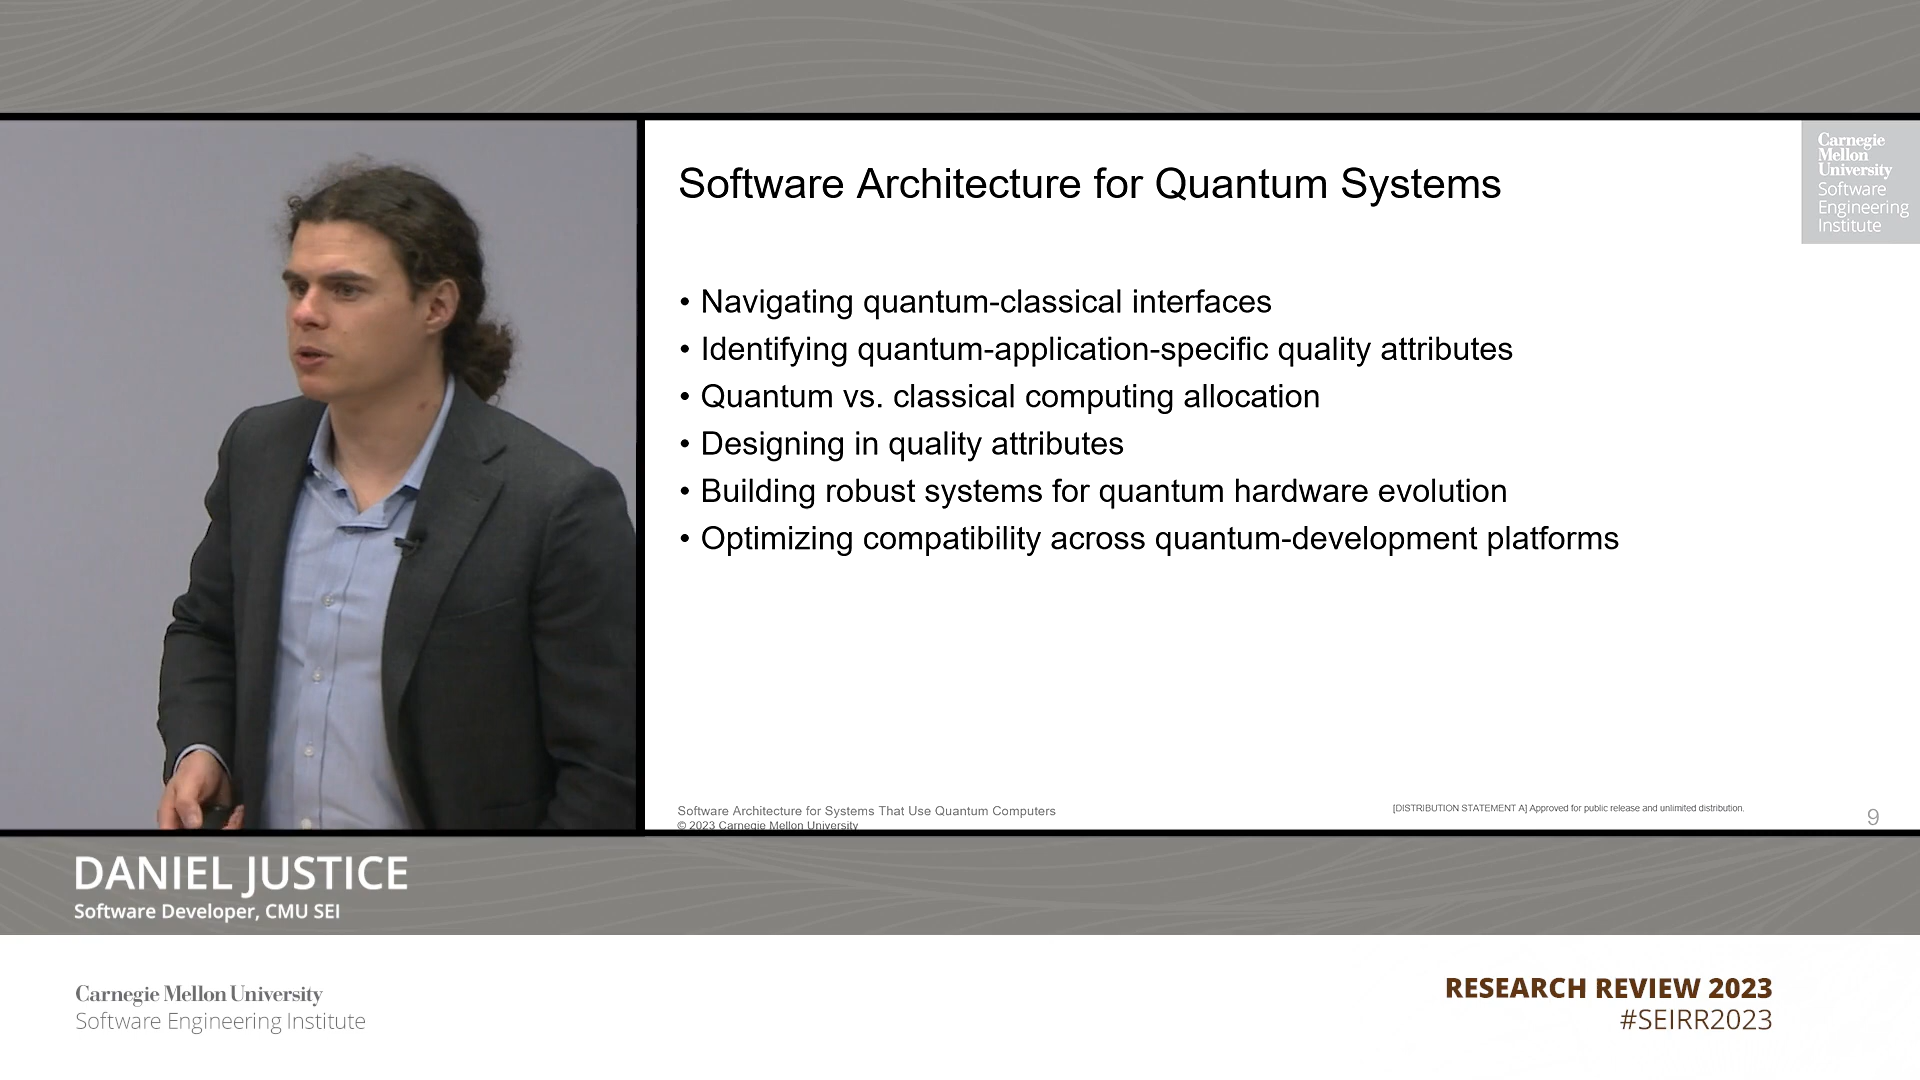 Software Architecture for Quantum Systems
Carnegie
Mellon
University
Software
Engineering
Institute
• Navigating quantum-classical interfaces
• Identifying quantum-application-specific quality attributes
• Quantum vs. classical computing allocation
• Designing in quality attributes
• Building robust systems for quantum hardware evolution
• Optimizing compatibility across quantum-development platforms
Software Architecture for Systems That Use Quantum Computers
© 2023 Carnegie Mellon University
[DISTRIBUTION STATEMENT A] Approved for public release and unlimited distribution.
9
DANIEL JUSTICE
Software Developer, CMU SEI
Carnegie Mellon University
Software Engineering Institute
RESEARCH REVIEW 2023
#SEIRR2023